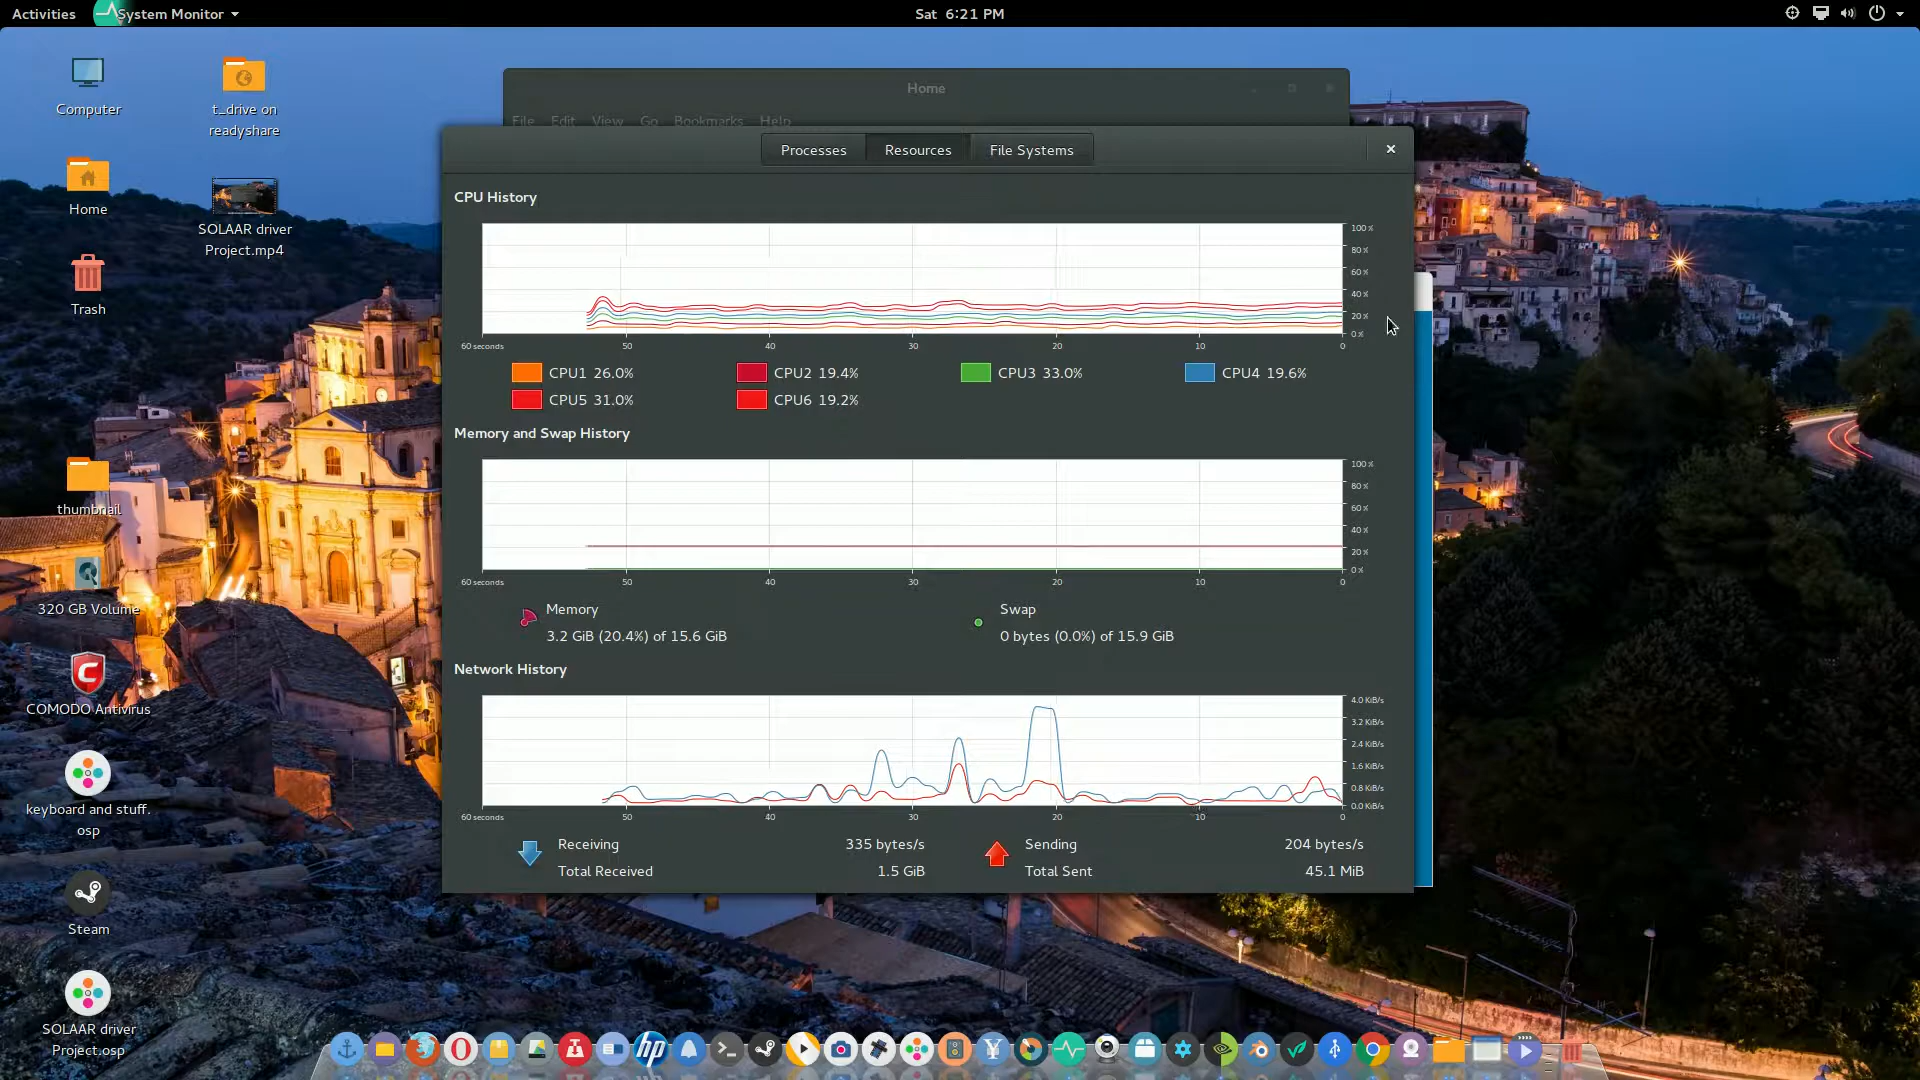 Activities
System Monitor
Sat 6:21 PM
Computer
t_drive on
readyshare
Home
SOLAAR driver
Project.mp4
Trash
thumbnail
320 GB Volume
COMODO Antivirus
keyboard and stuff.
osp
Steam
SOLAAR driver
Project.osp
Home
File Edit View Go Bookmarks Help
Processes Resources File Systems
CPU History
100 %
80 %
60 %
40 %
20 %
0 %
60 seconds 50 40 30 20 10 0
CPU1 26.0% CPU2 19.4% CPU3 33.0% CPU4 19.6%
CPU5 31.0% CPU6 19.2%
Memory and Swap History
100 %
80 %
60 %
40 %
20 %
0 %
60 seconds 50 40 30 20 10 0
Memory Swap
3.2 GiB (20.4%) of 15.6 GiB 0 bytes (0.0%) of 15.9 GiB
Network History
4.0 KiB/s
3.2 KiB/s
2.4 KiB/s
1.6 KiB/s
0.8 KiB/s
0.0 KiB/s
60 seconds 50 40 30 20 10 0
Receiving 335 bytes/s Sending 204 bytes/s
Total Received 1.5 GiB Total Sent 45.1 MiB
hp